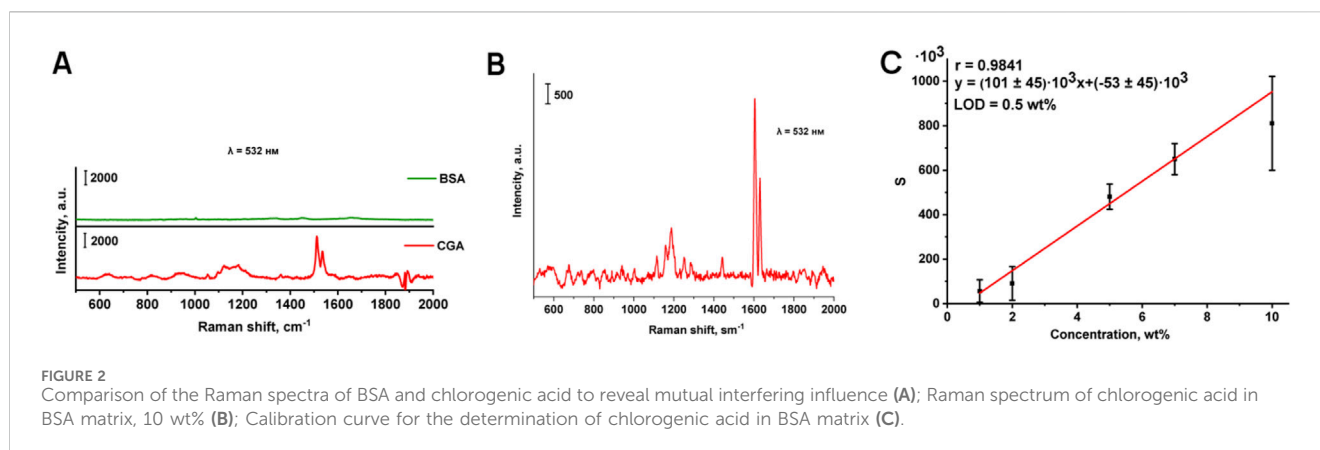 A
λ = 532 нм
2000
BSA
2000
CGA
Intencity, a.u.
600 800 1000 1200 1400 1600 1800 2000
Raman shift, cm-1
B
500
λ = 532 нм
Intencity, a.u.
600 800 1000 1200 1400 1600 1800 2000
Raman shift, sm-1
C
·10³
r = 0.9841
y = (101 ± 45)·10³x+(-53 ± 45)·10³
LOD = 0.5 wt%
1000
800
600
400
200
0
S
0 2 4 6 8 10
Concentration, wt%
FIGURE 2
Comparison of the Raman spectra of BSA and chlorogenic acid to reveal mutual interfering influence (A); Raman spectrum of chlorogenic acid in
BSA matrix, 10 wt% (B); Calibration curve for the determination of chlorogenic acid in BSA matrix (C).